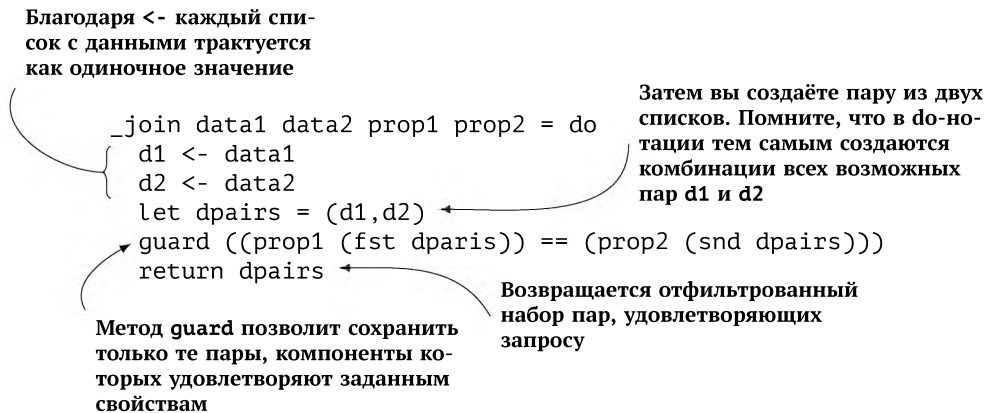 Благодаря <- каждый спи-
сок с данными трактуется
как одиночное значение
Затем вы создаёте пару из двух
списков. Помните, что в do-но-
тации тем самым создаются
комбинации всех возможных
пар d1 и d2
_join data1 data2 prop1 prop2 = do
d1 <- data1
d2 <- data2
let dpairs = (d1,d2)
guard ((prop1 (fst dparis)) == (prop2 (snd dpairs)))
return dpairs
Возвращается отфильтрованный
набор пар, удовлетворяющих
запросу
Метод guard позволит сохранить
только те пары, компоненты ко-
торых удовлетворяют заданным
свойствам